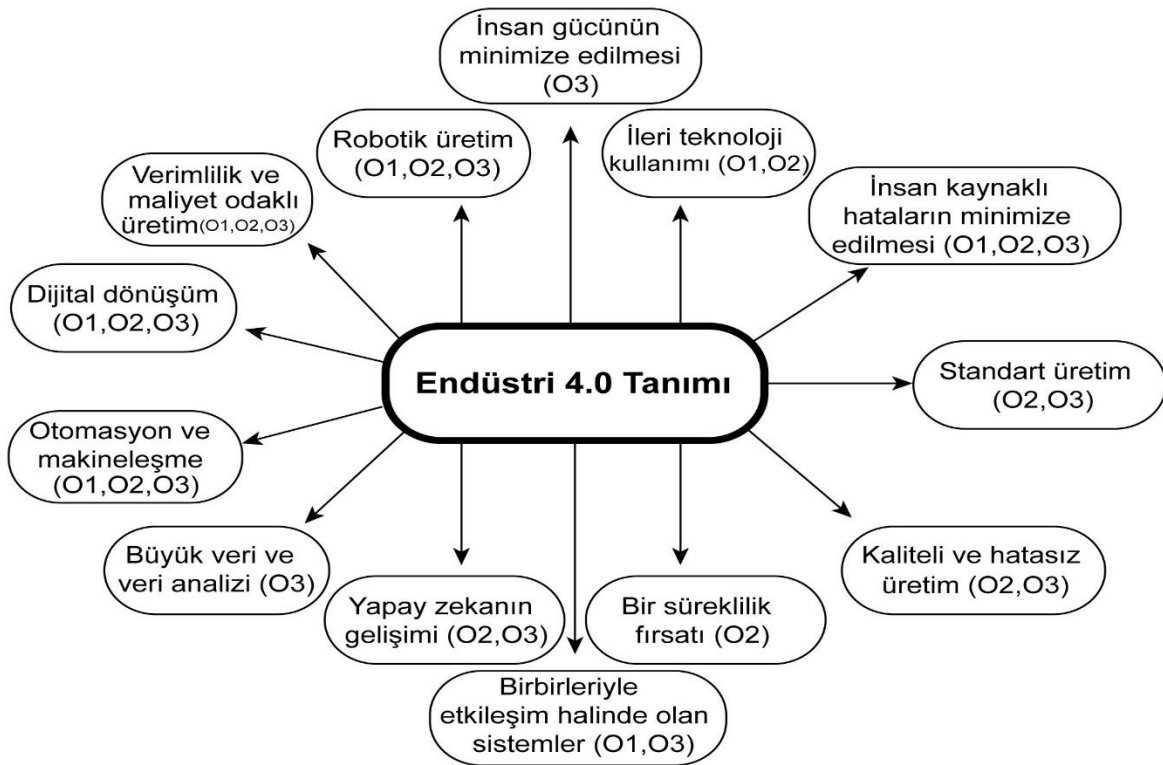 İnsan gücünün
minimize edilmesi
(O3)
Robotik üretim
(O1,O2,O3)
İleri teknoloji
kullanımı (O1,O2)
Verimlilik ve
maliyet odaklı
üretim(O1,O2,O3)
İnsan kaynaklı
hataların minimize
edilmesi (O1,O2,O3)
Dijital dönüşüm
(O1,O2,O3)
Endüstri 4.0 Tanımı
Standart üretim
(O2,O3)
Otomasyon ve
makineleşme
(O1,O2,O3)
Büyük veri ve
veri analizi (O3)
Yapay zekanın
gelişimi (O2,O3)
Bir süreklilik
fırsatı (O2)
Kaliteli ve hatasız
üretim (O2,O3)
Birbirleriyle
etkileşim halinde olan
sistemler (O1,O3)